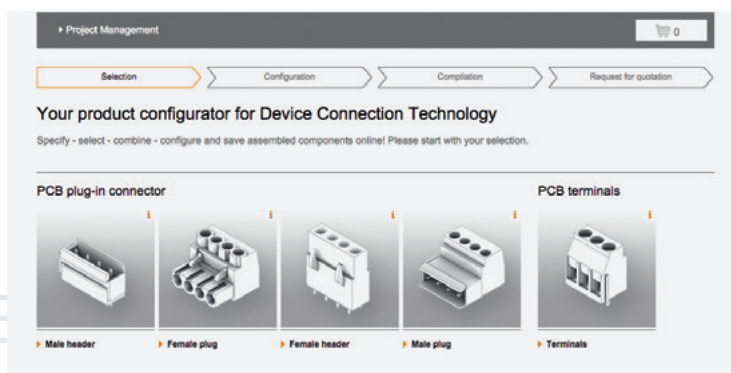 Project Management
0
Selection
Configuration
Compilation
Request for quotation
Your product configurator for Device Connection Technology
Specify - select - combine - configure and save assembled components online! Please start with your selection.
PCB plug-in connector
PCB terminals
i
i
i
i
i
Male header
Female plug
Female header
Male plug
Terminals